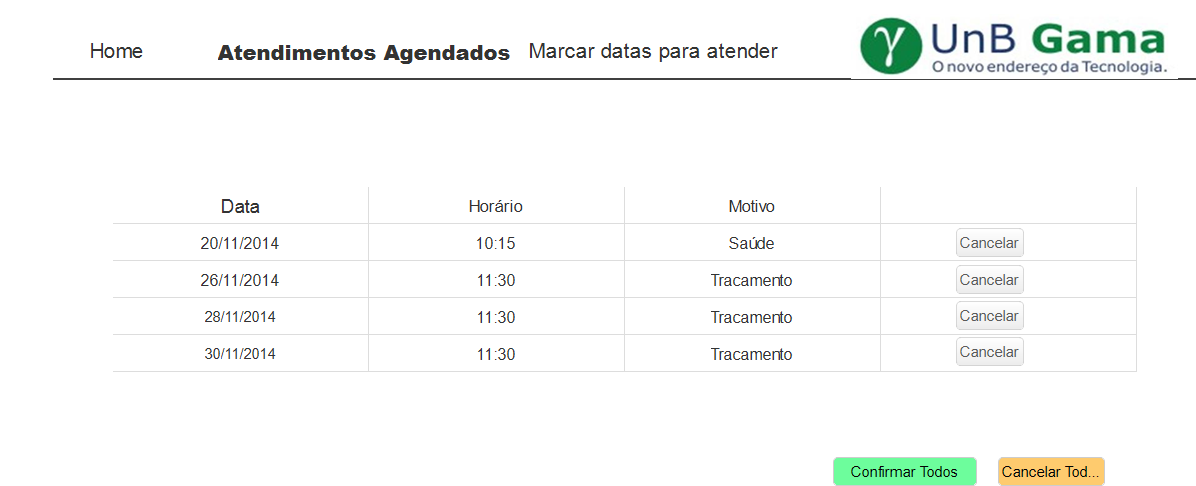 Home Atendimentos Agendados Marcar datas para atender
γ UnB Gama
O novo endereço da Tecnologia.
Data Horário Motivo
20/11/2014 10:15 Saúde Cancelar
26/11/2014 11:30 Tracamento Cancelar
28/11/2014 11:30 Tracamento Cancelar
30/11/2014 11:30 Tracamento Cancelar
Confirmar Todos Cancelar Tod...